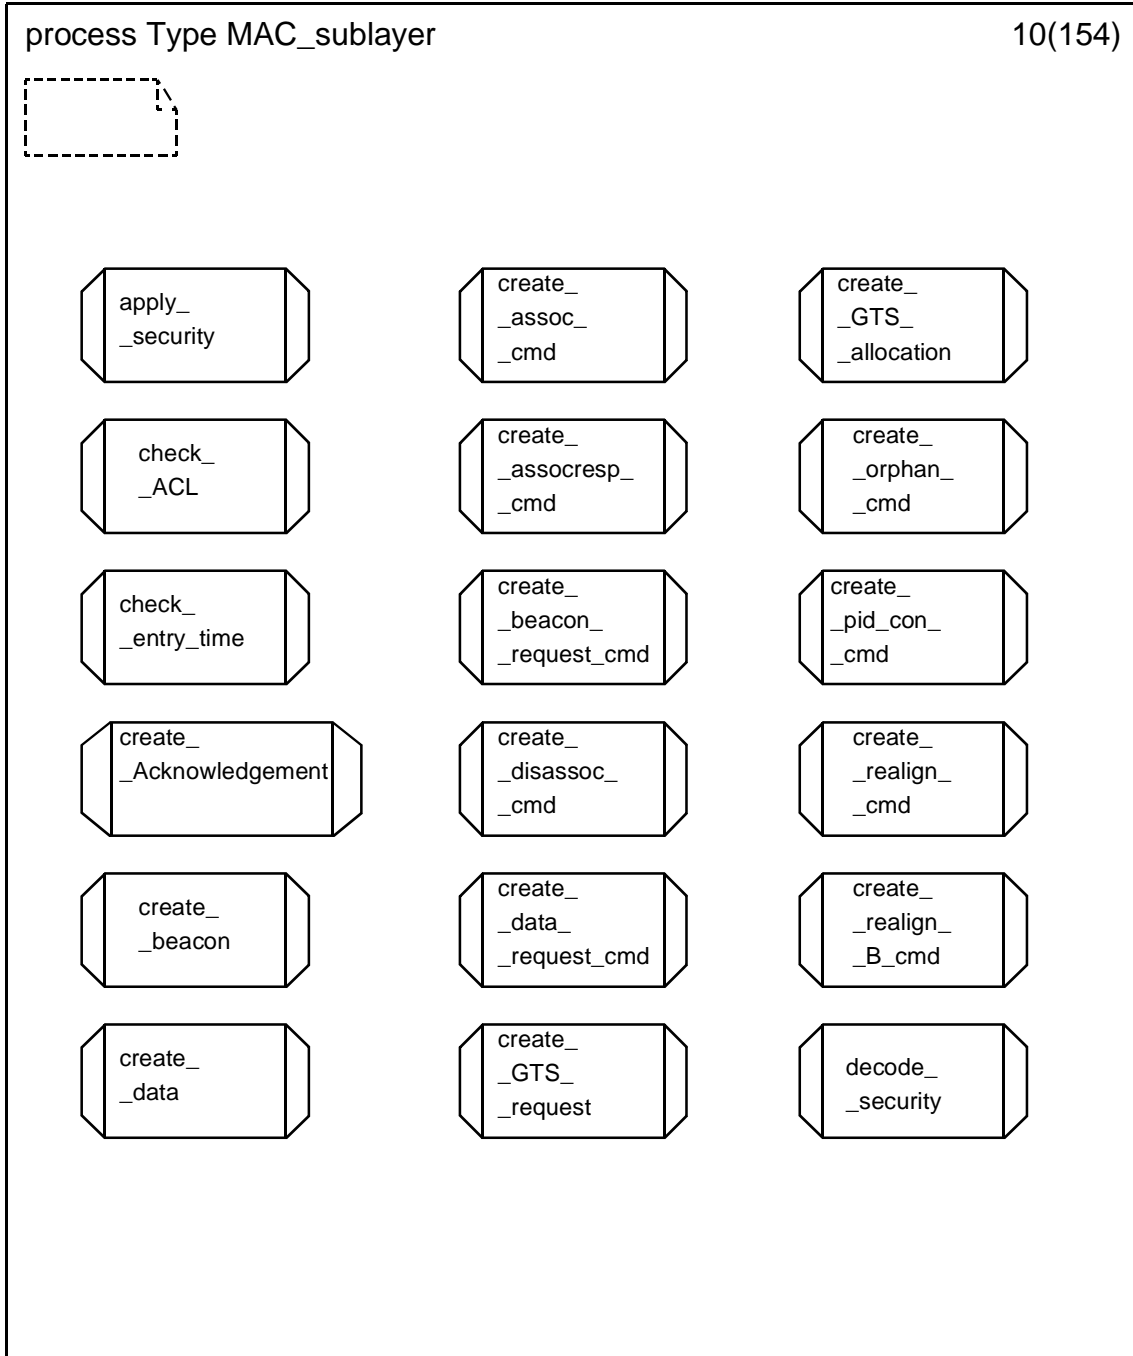 process Type MAC_sublayer
10(154)
apply_
_security
create_
_assoc_
_cmd
create_
_GTS_
_allocation
check_
_ACL
create_
_assocresp_
_cmd
create_
_orphan_
_cmd
check_
_entry_time
create_
_beacon_
_request_cmd
create_
_pid_con_
_cmd
create_
_Acknowledgement
create_
_disassoc_
_cmd
create_
_realign_
_cmd
create_
_beacon
create_
_data_
_request_cmd
create_
_realign_
_B_cmd
create_
_data
create_
_GTS_
_request
decode_
_security